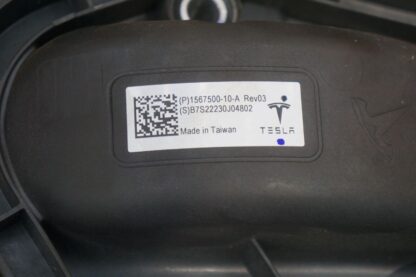 (P)1567500-10-A Rev03
(S)B7S22230J04802
Made in Taiwan
TESLA